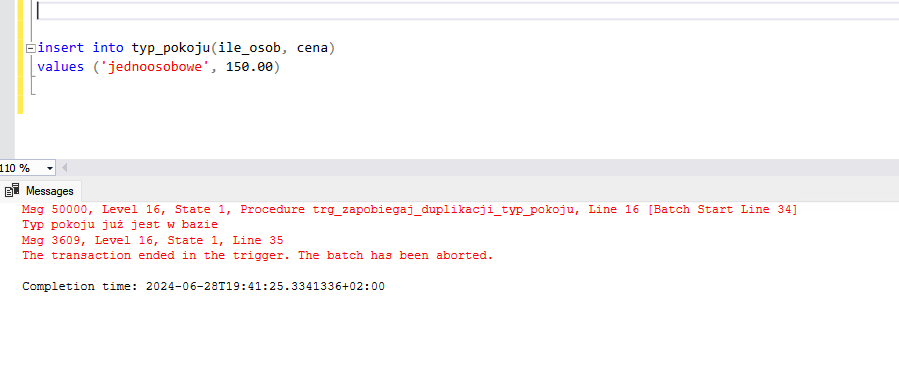 insert into typ_pokoju(ile_osob, cena)
values ('jednoosobowe', 150.00)
110 %
Messages
Msg 50000, Level 16, State 1, Procedure trg_zapobiegaj_duplikacji_typ_pokoju, Line 16 [Batch Start Line 34]
Typ pokoju już jest w bazie
Msg 3609, Level 16, State 1, Line 35
The transaction ended in the trigger. The batch has been aborted.
Completion time: 2024-06-28T19:41:25.3341336+02:00